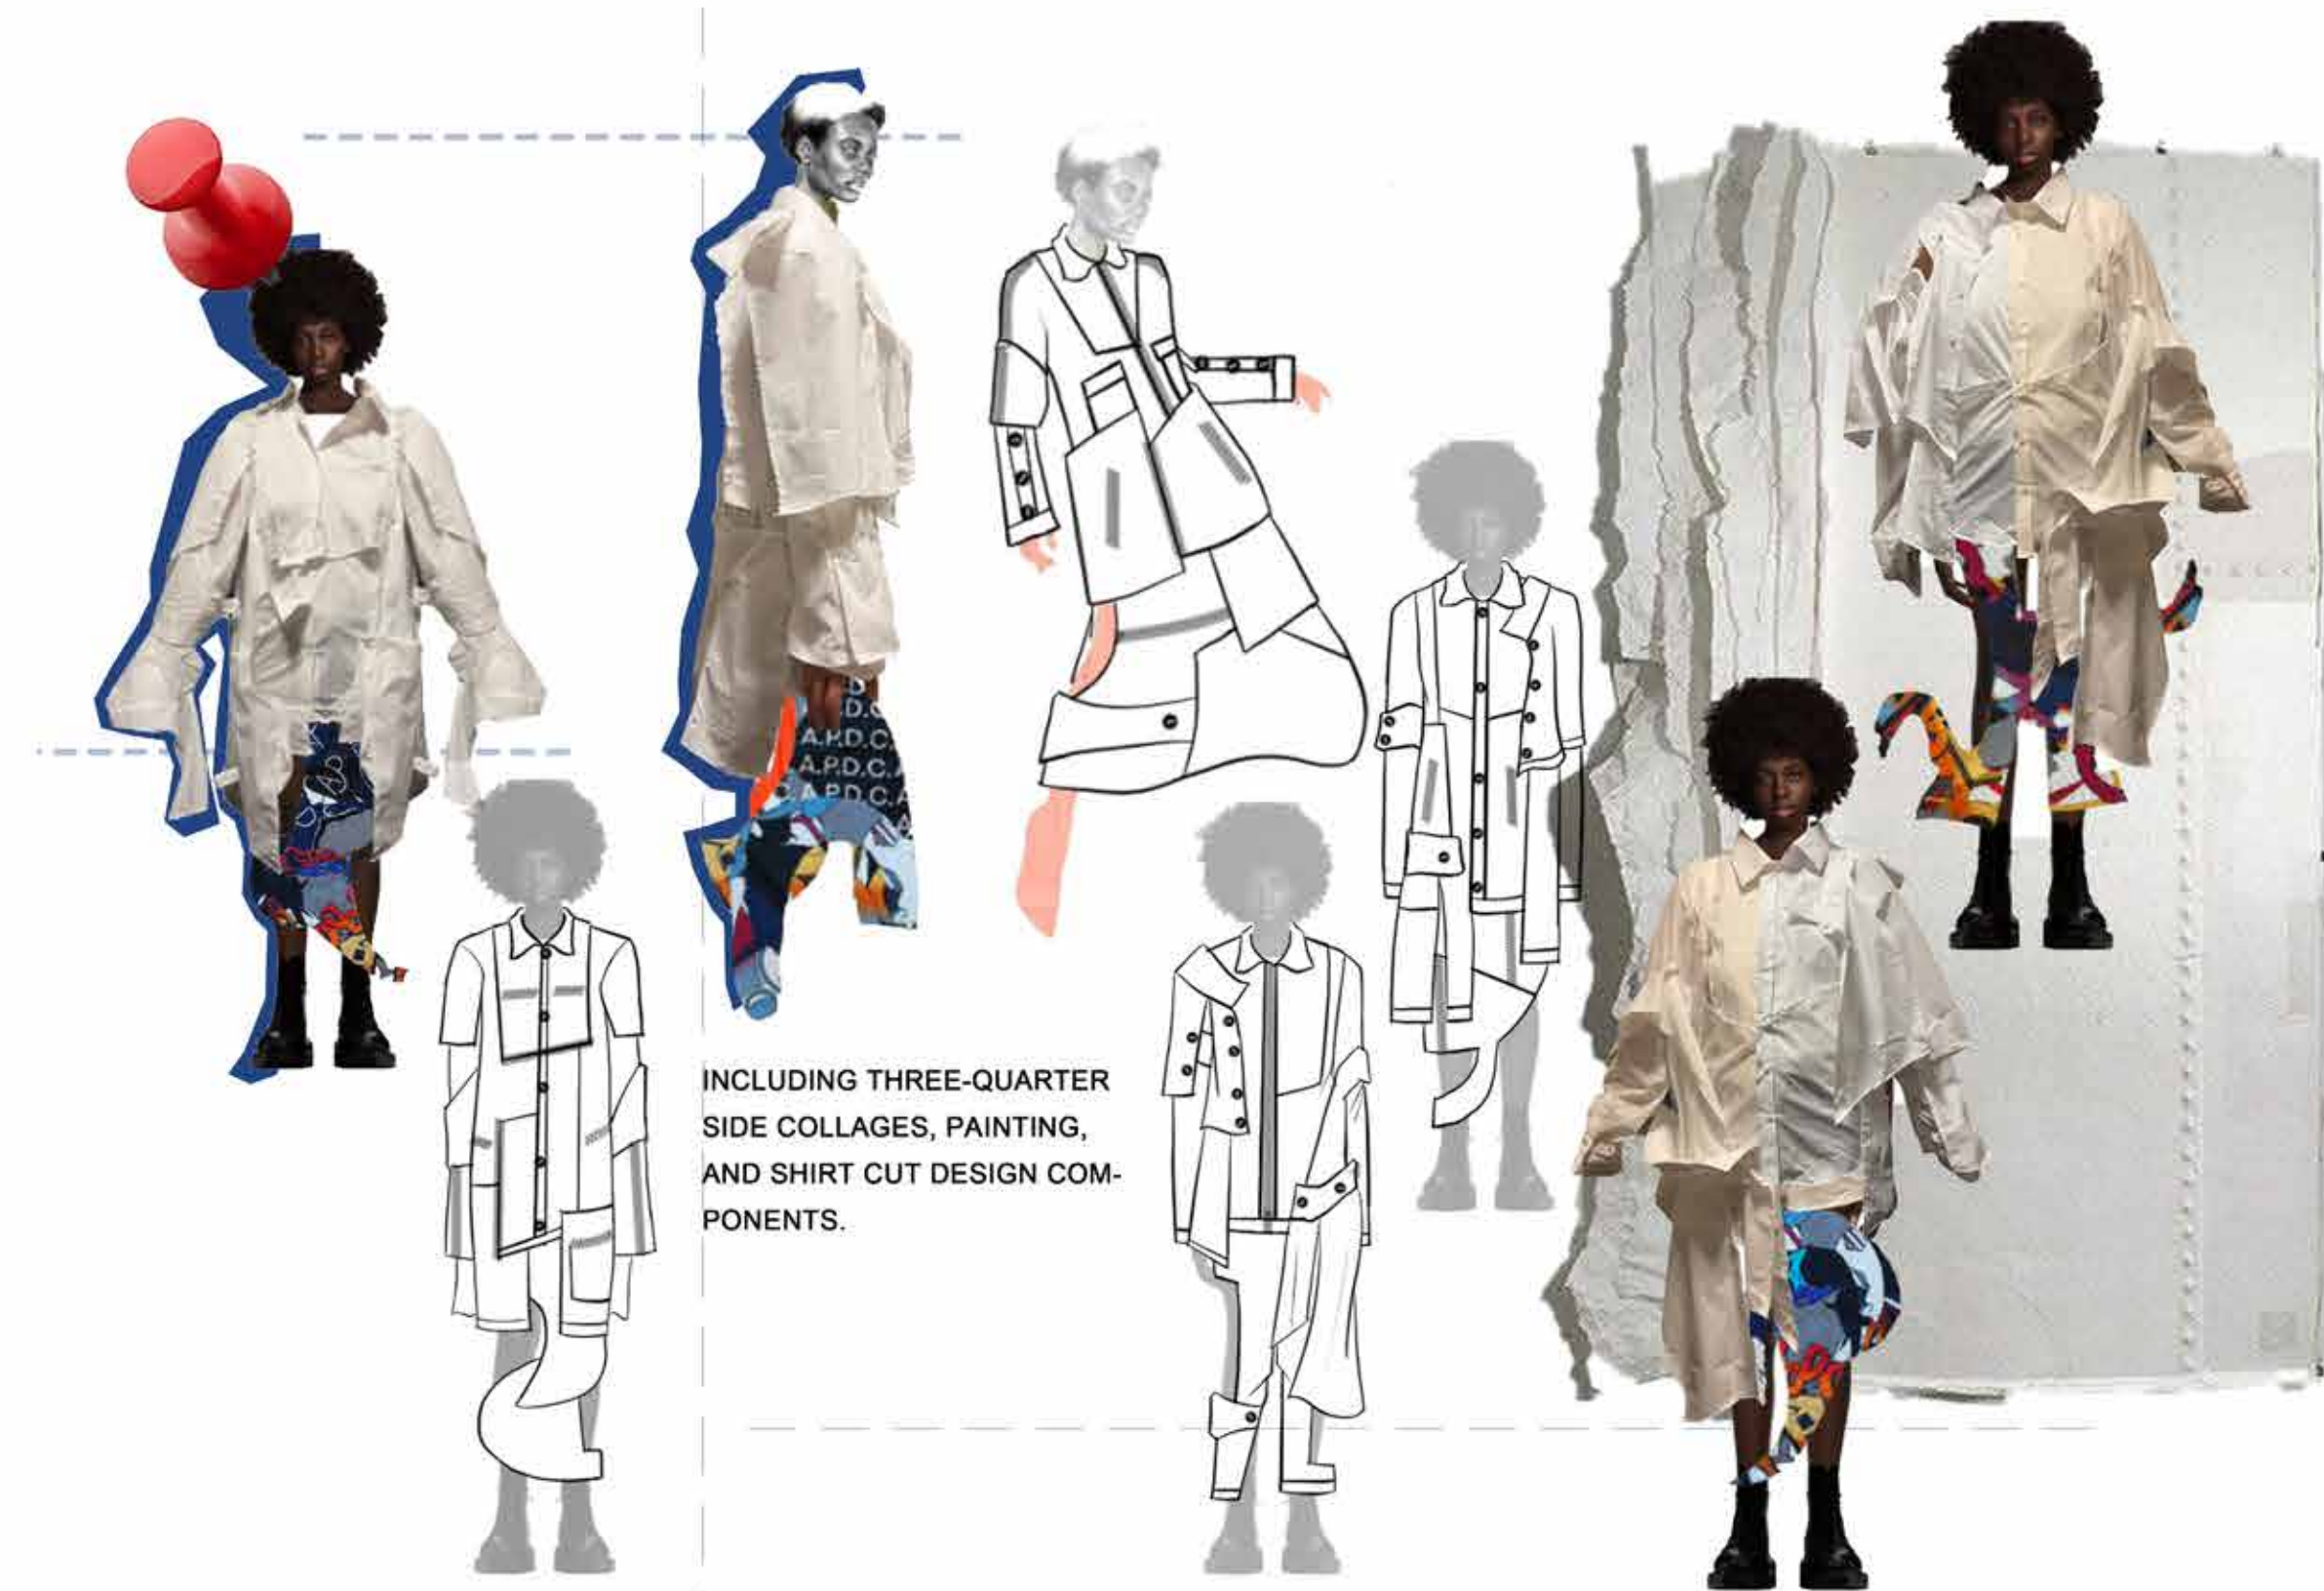 D.C
A.P.D.C.
A.P.D.C.
C.A.P.D.C.A
INCLUDING THREE-QUARTER
SIDE COLLAGES, PAINTING,
AND SHIRT CUT DESIGN COM-
PONENTS.